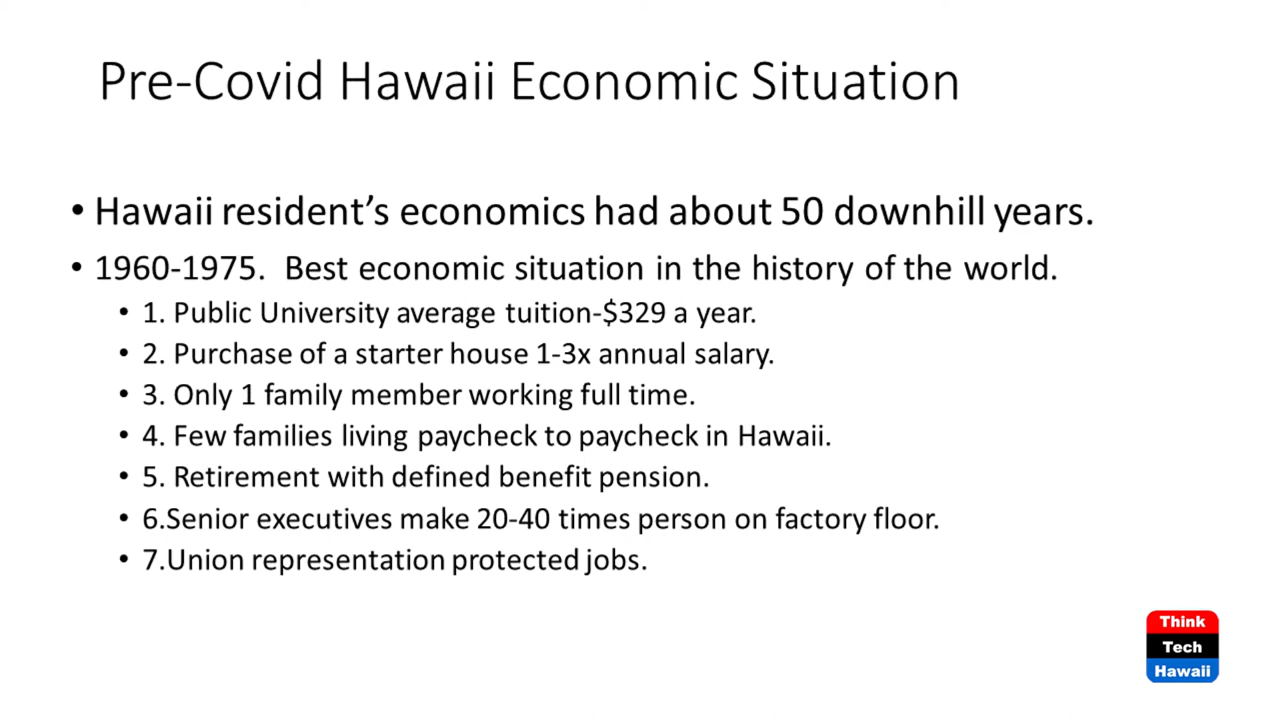 Pre-Covid Hawaii Economic Situation
• Hawaii resident’s economics had about 50 downhill years.
• 1960-1975.  Best economic situation in the history of the world.
• 1. Public University average tuition-$329 a year.
• 2. Purchase of a starter house 1-3x annual salary.
• 3. Only 1 family member working full time.
• 4. Few families living paycheck to paycheck in Hawaii.
• 5. Retirement with defined benefit pension.
• 6.Senior executives make 20-40 times person on factory floor.
• 7.Union representation protected jobs.
Think
Tech
Hawaii